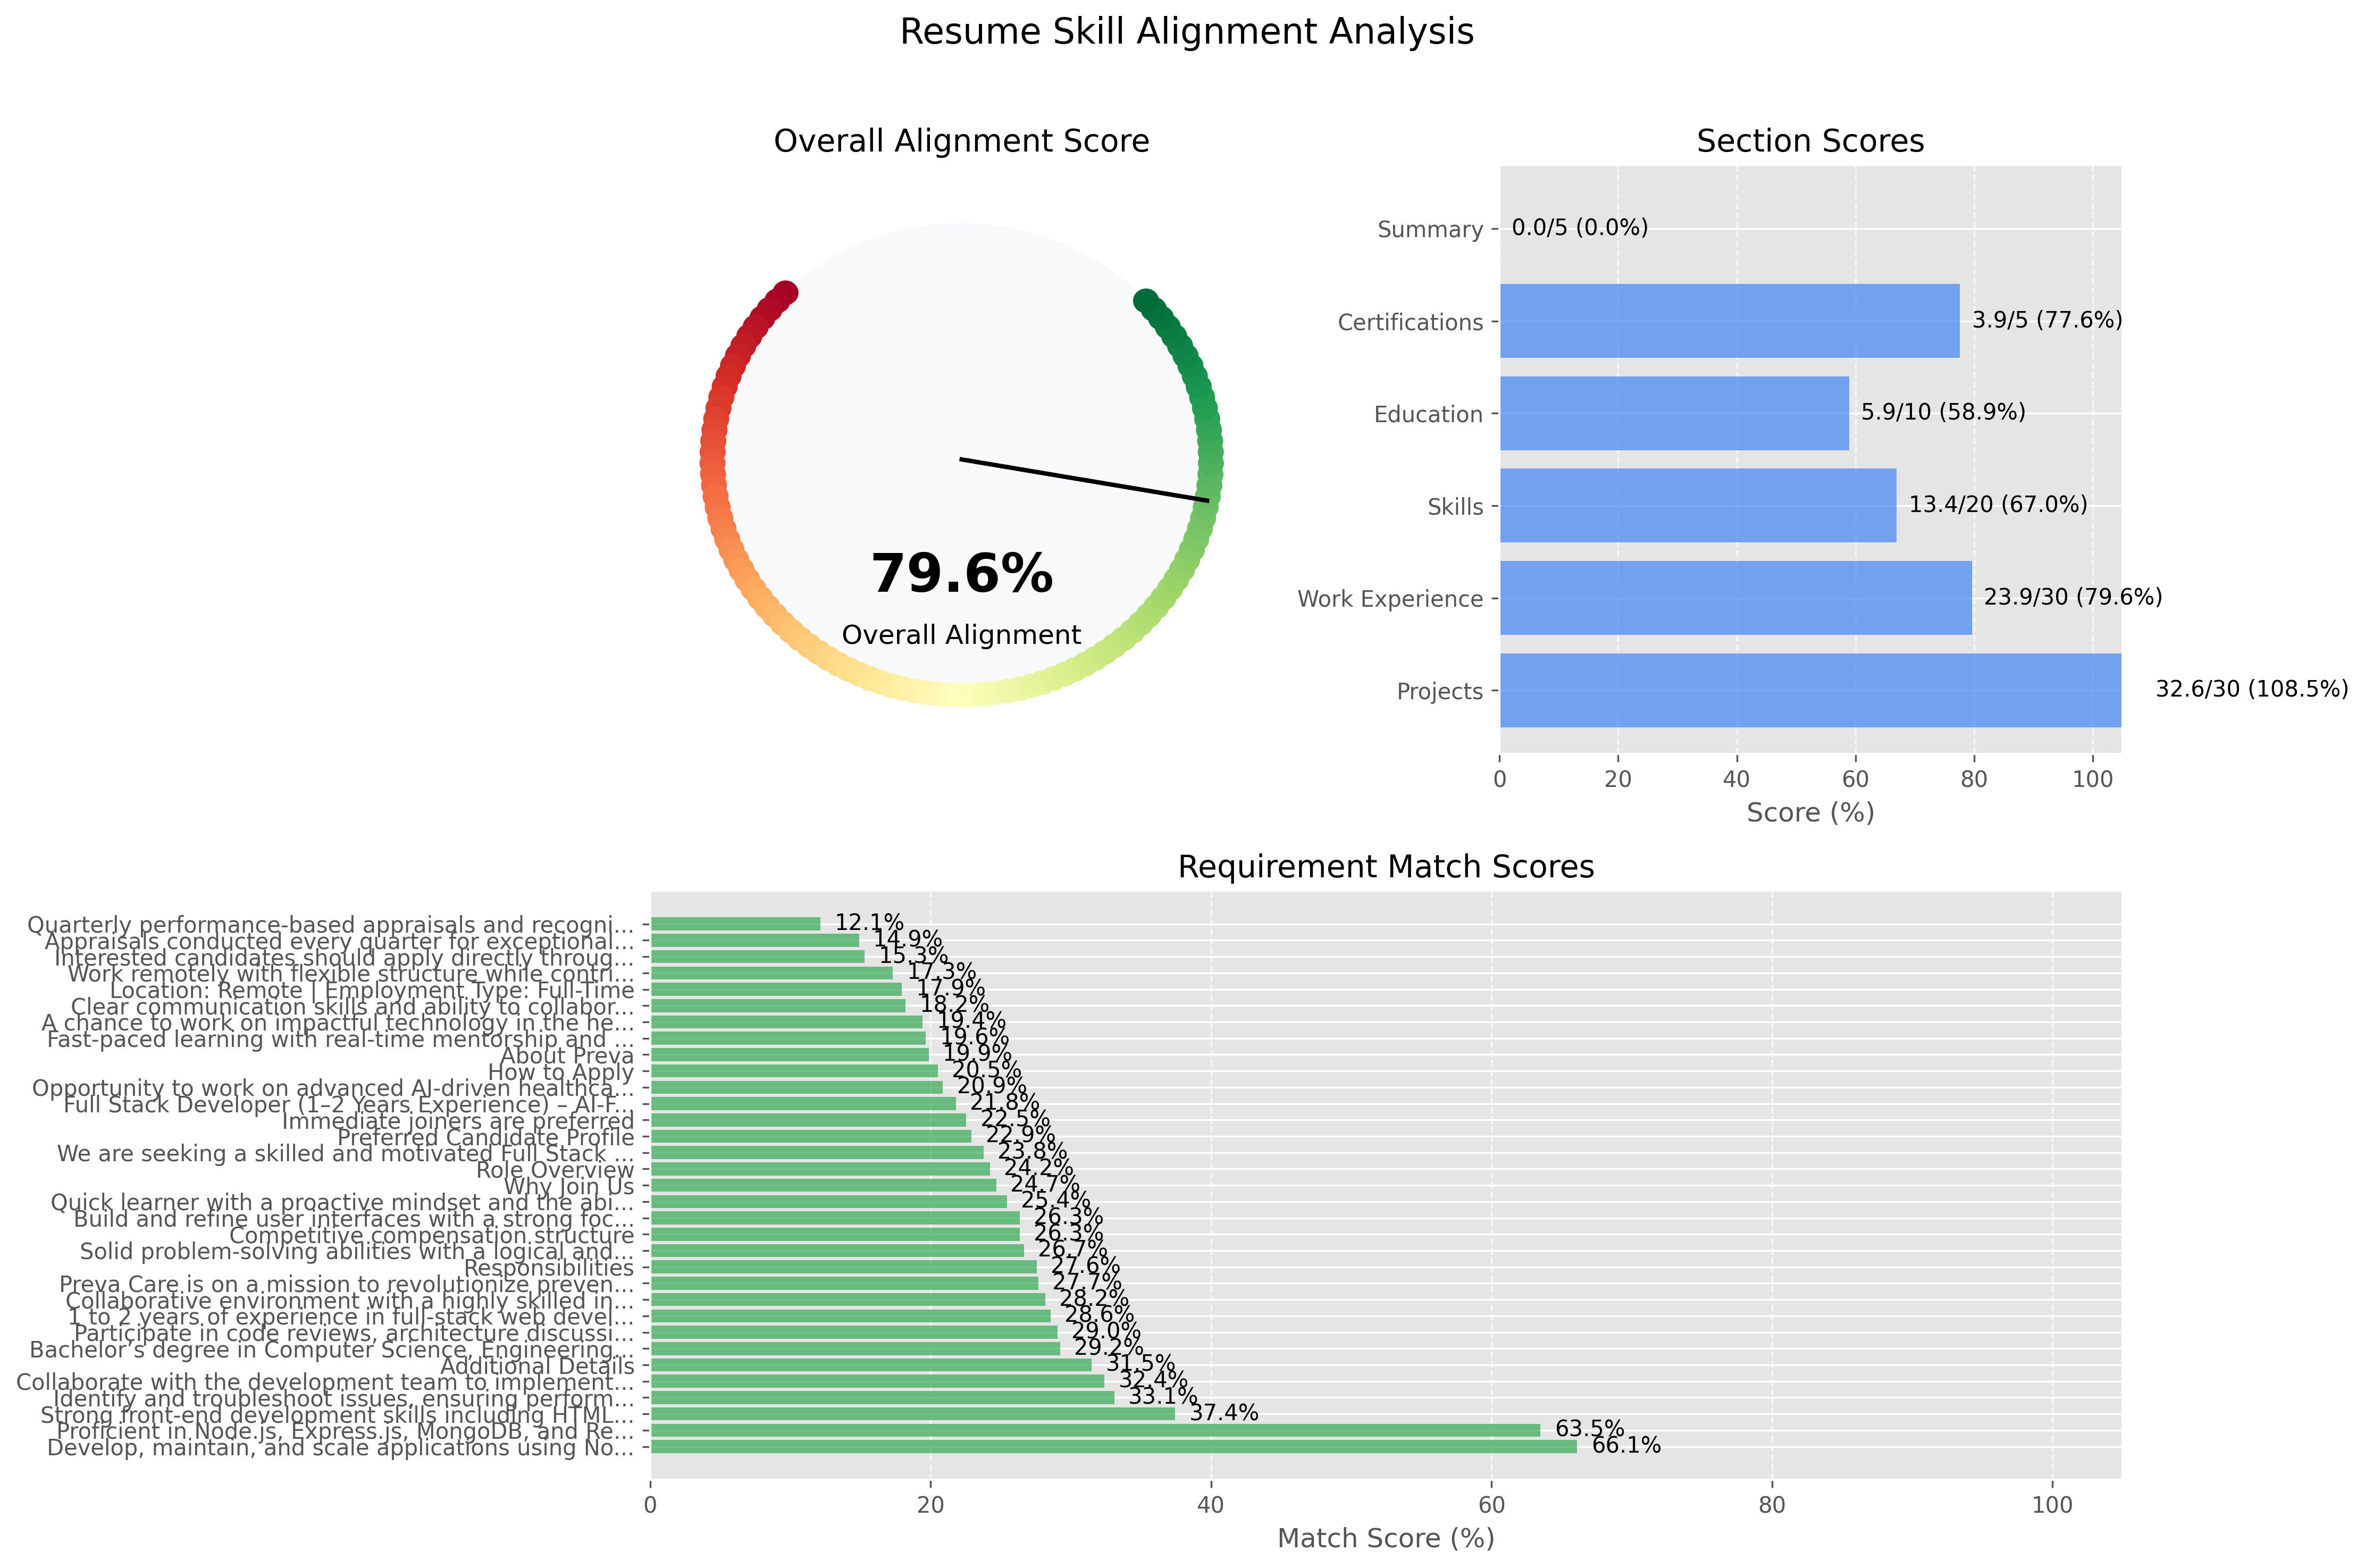 Resume Skill Alignment Analysis
Overall Alignment Score
79.6%
Overall Alignment
Section Scores
Summary
0.0/5 (0.0%)
Certifications
3.9/5 (77.6%)
Education
5.9/10 (58.9%)
Skills
13.4/20 (67.0%)
Work Experience
23.9/30 (79.6%)
Projects
32.6/30 (108.5%)
0 20 40 60 80 100
Score (%)
Requirement Match Scores
Quarterly performance-based appraisals and recogni... 12.1%
Appraisals conducted every quarter for exceptional... 14.9%
Interested candidates should apply directly throug... 15.3%
Work remotely with flexible structure while contri... 17.3%
Location: Remote | Employment Type: Full-Time 17.9%
Clear communication skills and ability to collabor... 18.2%
A chance to work on impactful technology in the he... 19.4%
Fast-paced learning with real-time mentorship and ... 19.6%
About Preva 19.9%
How to Apply 20.5%
Opportunity to work on advanced AI-driven healthca... 20.9%
Full Stack Developer (1–2 Years Experience) – AI-F... 21.8%
Immediate joiners are preferred 22.5%
Preferred Candidate Profile 22.9%
We are seeking a skilled and motivated Full Stack ... 23.8%
Role Overview 24.2%
Why Join Us 24.7%
Quick learner with a proactive mindset and the abi... 25.4%
Build and refine user interfaces with a strong foc... 26.3%
Competitive compensation structure 26.3%
Solid problem-solving abilities with a logical and... 26.7%
Responsibilities 27.6%
Preva Care is on a mission to revolutionize preven... 27.7%
Collaborative environment with a highly skilled in... 28.2%
1 to 2 years of experience in full-stack web devel... 28.6%
Participate in code reviews, architecture discussi... 29.0%
Bachelor's degree in Computer Science, Engineering... 29.2%
Additional Details 31.5%
Collaborate with the development team to implement... 32.4%
Identify and troubleshoot issues, ensuring perform... 33.1%
Strong front-end development skills including HTML... 37.4%
Proficient in Node.js, Express.js, MongoDB, and Re... 63.5%
Develop, maintain, and scale applications using No... 66.1%
0 20 40 60 80 100
Match Score (%)